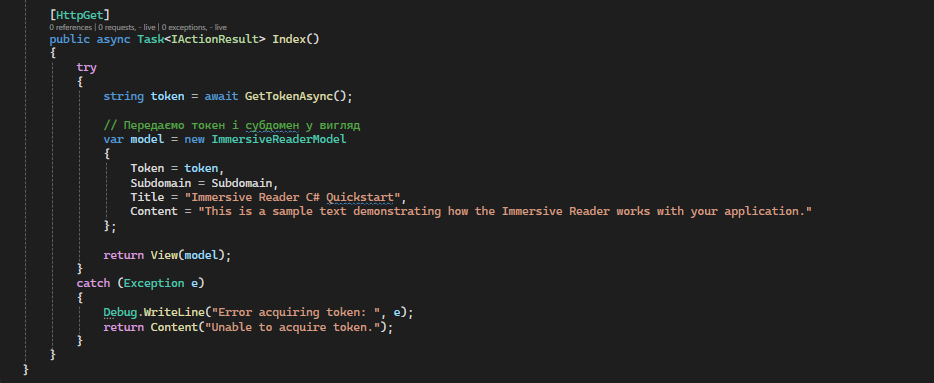 [HttpGet]
0 references | 0 requests, - live | 0 exceptions, - live
public async Task<IActionResult> Index()
{
try
{
string token = await GetTokenAsync();
// Передаємо токен і субдомен у вигляд
var model = new ImmersiveReaderModel
{
Token = token,
Subdomain = Subdomain,
Title = "Immersive Reader C# Quickstart",
Content = "This is a sample text demonstrating how the Immersive Reader works with your application."
};
return View(model);
}
catch (Exception e)
{
Debug.WriteLine("Error acquiring token: ", e);
return Content("Unable to acquire token.");
}
}
}